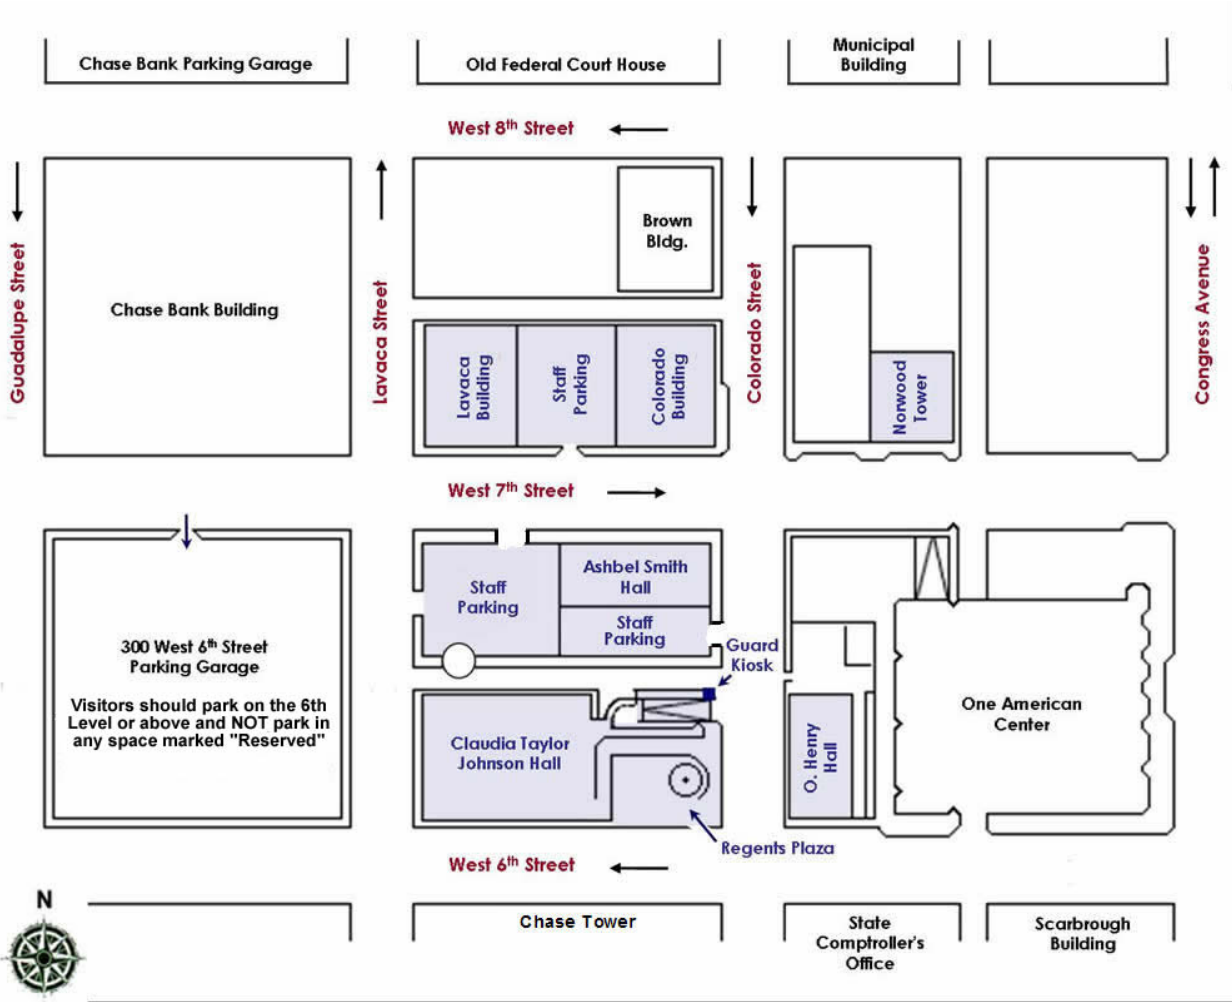 Chase Bank Parking Garage
Old Federal Court House
Municipal
Building
West 8th Street
Guadalupe Street
Chase Bank Building
Lavaca Street
Brown
Bldg.
Colorado Street
Congress Avenue
Lavaca
Building
Staff
Parking
Colorado
Building
Norwood
Tower
West 7th Street
300 West 6th Street
Parking Garage
Visitors should park on the 6th
Level or above and NOT park in
any space marked "Reserved"
Staff
Parking
Ashbel Smith
Hall
Staff
Parking
Guard
Kiosk
Claudia Taylor
Johnson Hall
O. Henry
Hall
One American
Center
Regents Plaza
West 6th Street
N
Chase Tower
State
Comptroller's
Office
Scarbrough
Building